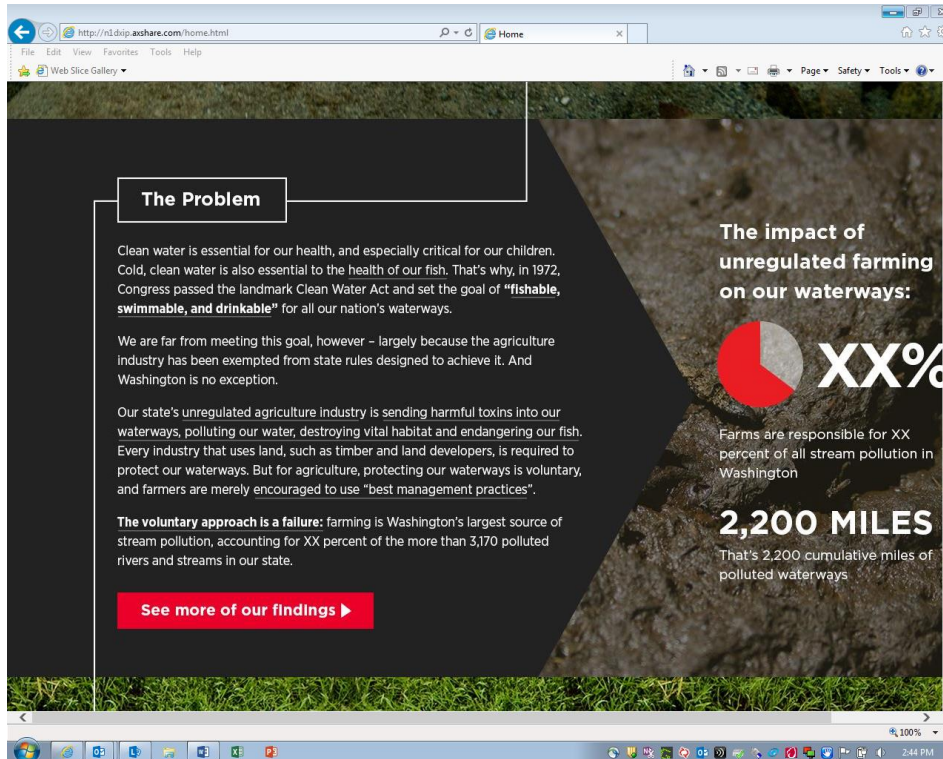 http://n1dxip.axshare.com/home.html
Home
File Edit View Favorites Tools Help
Web Slice Gallery
Page Safety Tools
The Problem
Clean water is essential for our health, and especially critical for our children.
Cold, clean water is also essential to the health of our fish. That's why, in 1972,
Congress passed the landmark Clean Water Act and set the goal of “fishable,
swimmable, and drinkable” for all our nation's waterways.
We are far from meeting this goal, however – largely because the agriculture
industry has been exempted from state rules designed to achieve it. And
Washington is no exception.
Our state's unregulated agriculture industry is sending harmful toxins into our
waterways, polluting our water, destroying vital habitat and endangering our fish.
Every industry that uses land, such as timber and land developers, is required to
protect our waterways. But for agriculture, protecting our waterways is voluntary,
and farmers are merely encouraged to use “best management practices”.
The voluntary approach is a failure: farming is Washington's largest source of
stream pollution, accounting for XX percent of the more than 3,170 polluted
rivers and streams in our state.
See more of our findings
The impact of
unregulated farming
on our waterways:
XX%
Farms are responsible for XX
percent of all stream pollution in
Washington
2,200 MILES
That's 2,200 cumulative miles of
polluted waterways
100%
2:44 PM